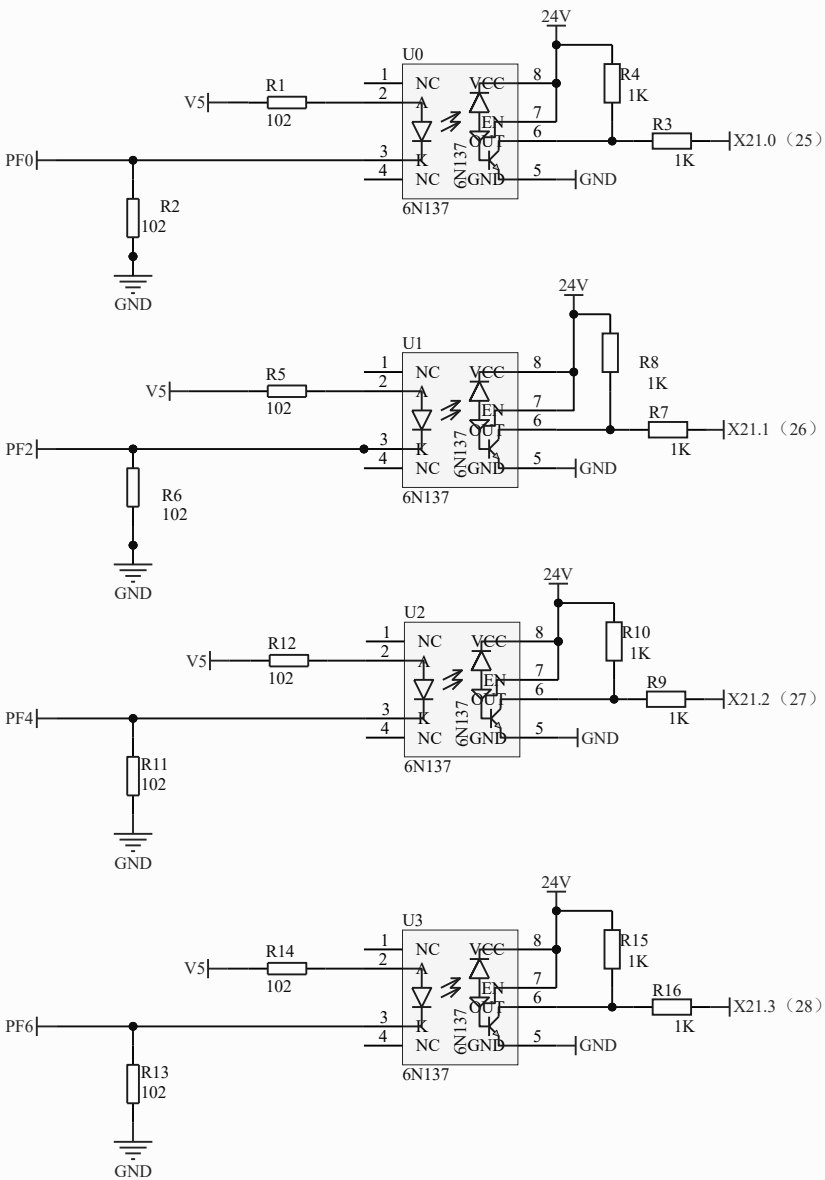 24V
U0
1 NC VCC 8
R4
1K
R1
2 A
V5
102
EN 7
OUT 6
R3
X21.0（25）
1K
PF0
3 K
6N137
4 NC GND 5 GND
R2
102
6N137
GND
24V
U1
1 NC VCC 8
R8
1K
R5
2 A
V5
102
EN 7
OUT 6
R7
X21.1（26）
1K
PF2
3 K
6N137
4 NC GND 5 GND
R6
102
6N137
GND
24V
U2
1 NC VCC 8
R10
1K
R12
2 A
V5
102
EN 7
OUT 6
R9
X21.2（27）
1K
PF4
3 K
6N137
4 NC GND 5 GND
R11
102
6N137
GND
24V
U3
1 NC VCC 8
R15
1K
R14
2 A
V5
102
EN 7
OUT 6
R16
X21.3（28）
1K
PF6
3 K
6N137
4 NC GND 5 GND
R13
102
6N137
GND